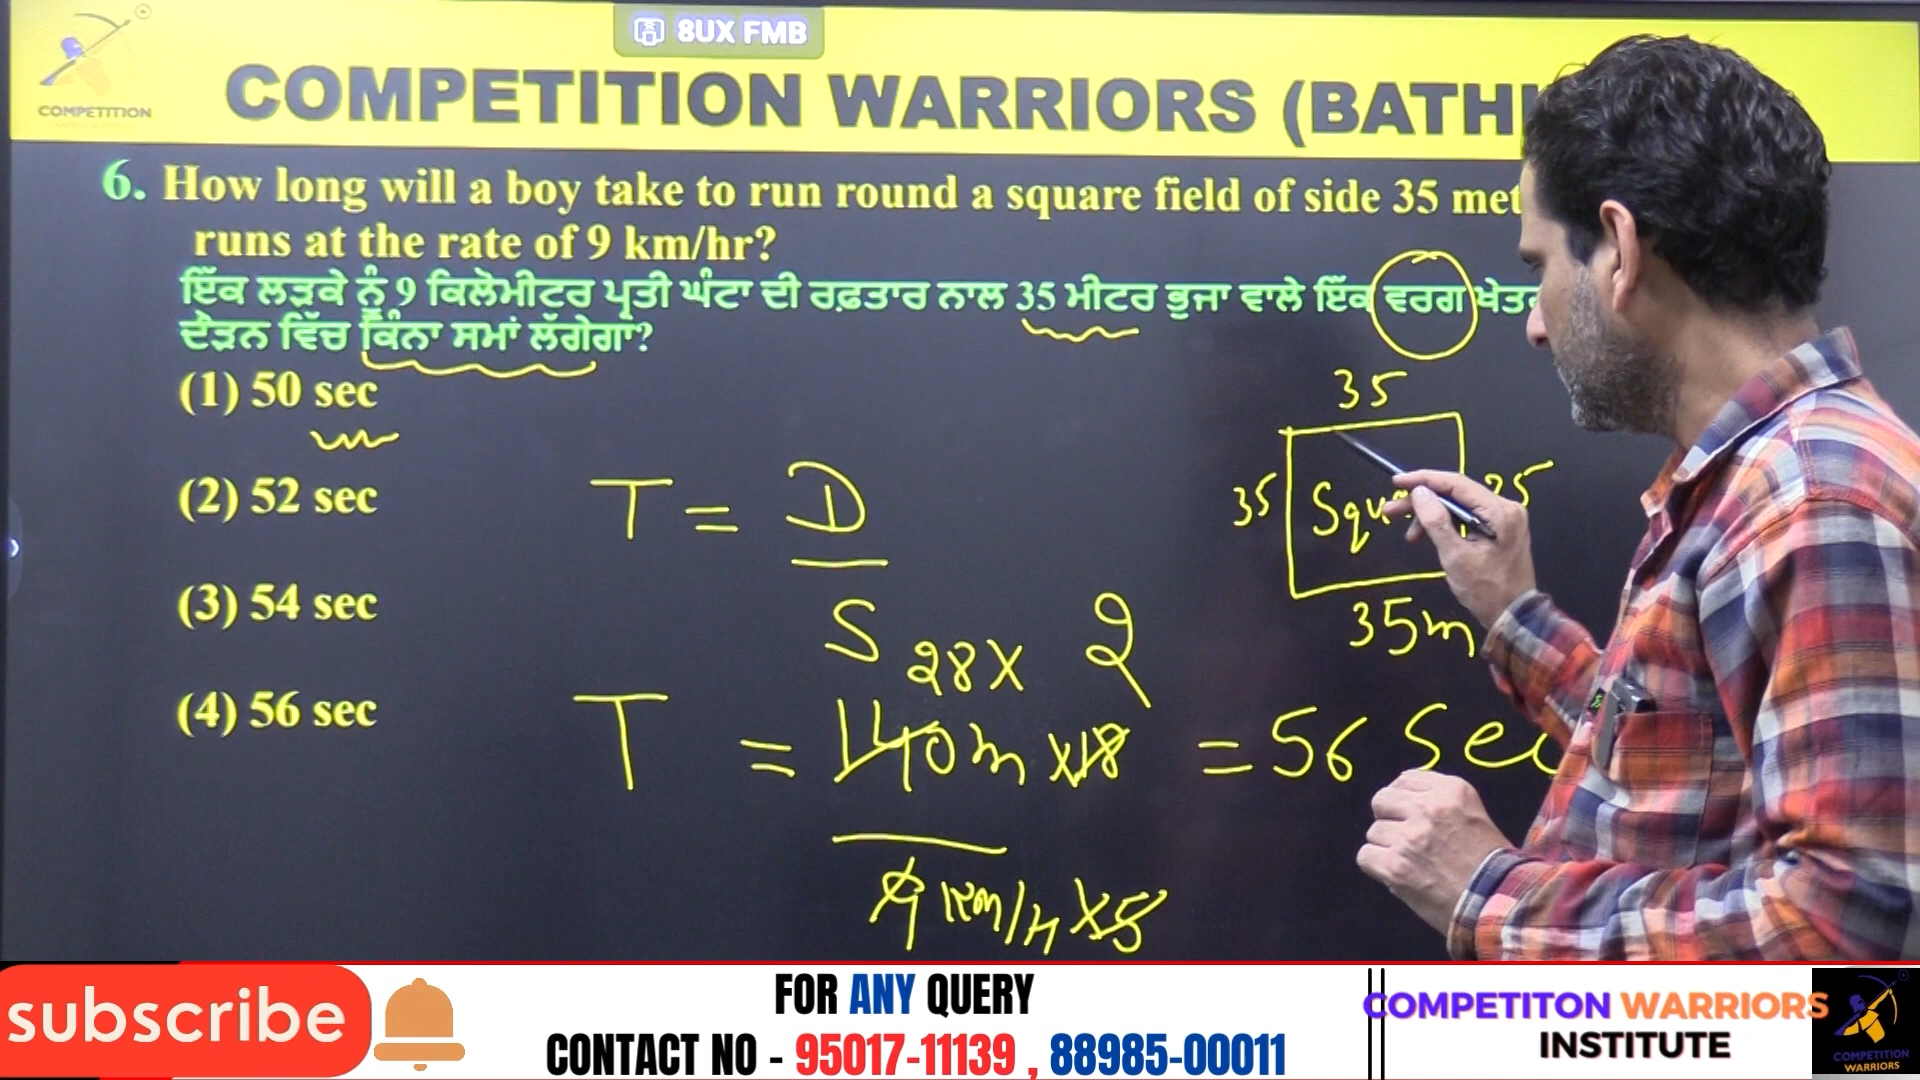 8UX FMB
COMPETITION
COMPETITION WARRIORS (BATHI
6. How long will a boy take to run round a square field of side 35 met
runs at the rate of 9 km/hr?
ਇੱਕ ਲੜਕੇ ਨੂੰ 9 ਕਿਲੋਮੀਟਰ ਪ੍ਰਤੀ ਘੰਟਾ ਦੀ ਰਫ਼ਤਾਰ ਨਾਲ 35 ਮੀਟਰ ਭੁਜਾ ਵਾਲੇ ਇੱਕ ਵਰਗ ਖੇਤ
ਦੌੜਨ ਵਿੱਚ ਕਿੰਨਾ ਸਮਾਂ ਲੱਗੇਗਾ?
(1) 50 sec
(2) 52 sec
(3) 54 sec
(4) 56 sec
35
35
35m
T = D
S
28 x 2
T = 140m x 18 = 56 Sec
9 km/h x 5
subscribe
FOR ANY QUERY
CONTACT NO - 95017-11139 , 88985-00011
COMPETITON WARRIORS
INSTITUTE
COMPETITION
WARRIORS